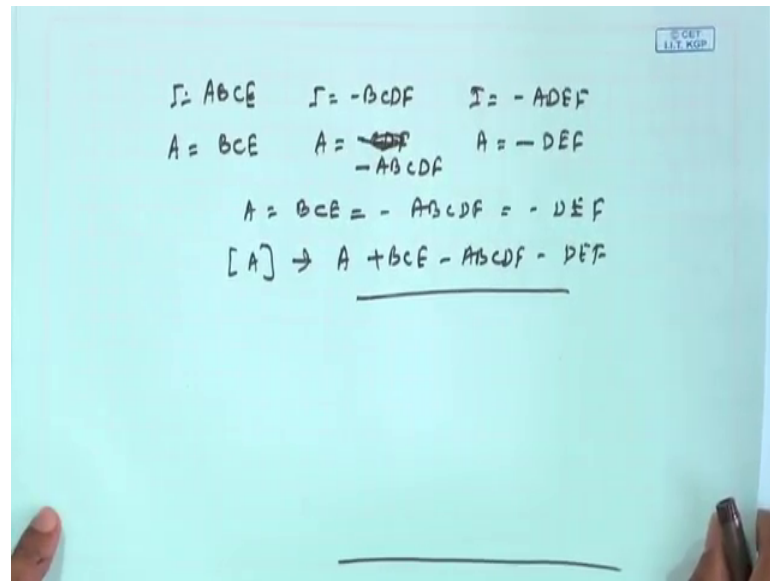 © CET
I.I.T. KGP
I = ABCE I = -BCDF I = - ADEF
A = BCE A = A = - DEF
- ABCDF
A = BCE = - ABCDF = - DEF
[A] → A + BCE - ABCDF - DEF